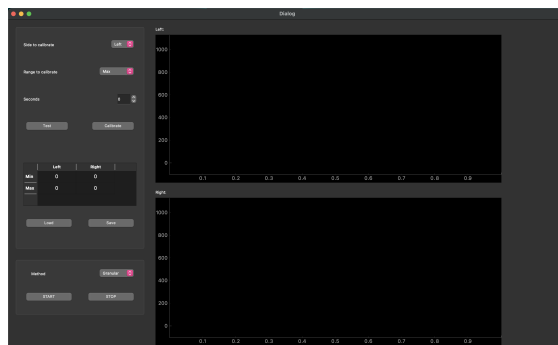 Dialog
Side to calibrate Left
Range to calibrate Max
Seconds 0
Test Calibrate
Left Right
Min 0 0
Max 0 0
Load Save
Method Granular
START STOP
Left:
1000
800
600
400
200
0
0.1 0.2 0.3 0.4 0.5 0.6 0.7 0.8 0.9
Right:
1000
800
600
400
200
0
0.1 0.2 0.3 0.4 0.5 0.6 0.7 0.8 0.9